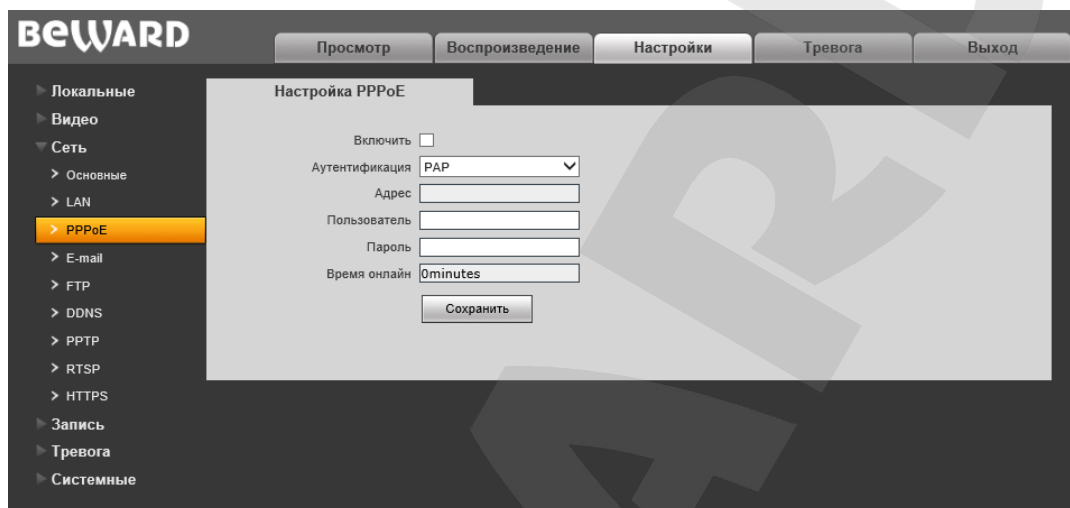 BEWARD
Просмотр Воспроизведение Настройки Тревога Выход
Локальные
Видео
Сеть
Основные
LAN
PPPoE
E-mail
FTP
DDNS
PPTP
RTSP
HTTPS
Запись
Тревога
Системные
Настройка PPPoE
Включить
Аутентификация PAP
Адрес
Пользователь
Пароль
Время онлайн 0minutes
Сохранить